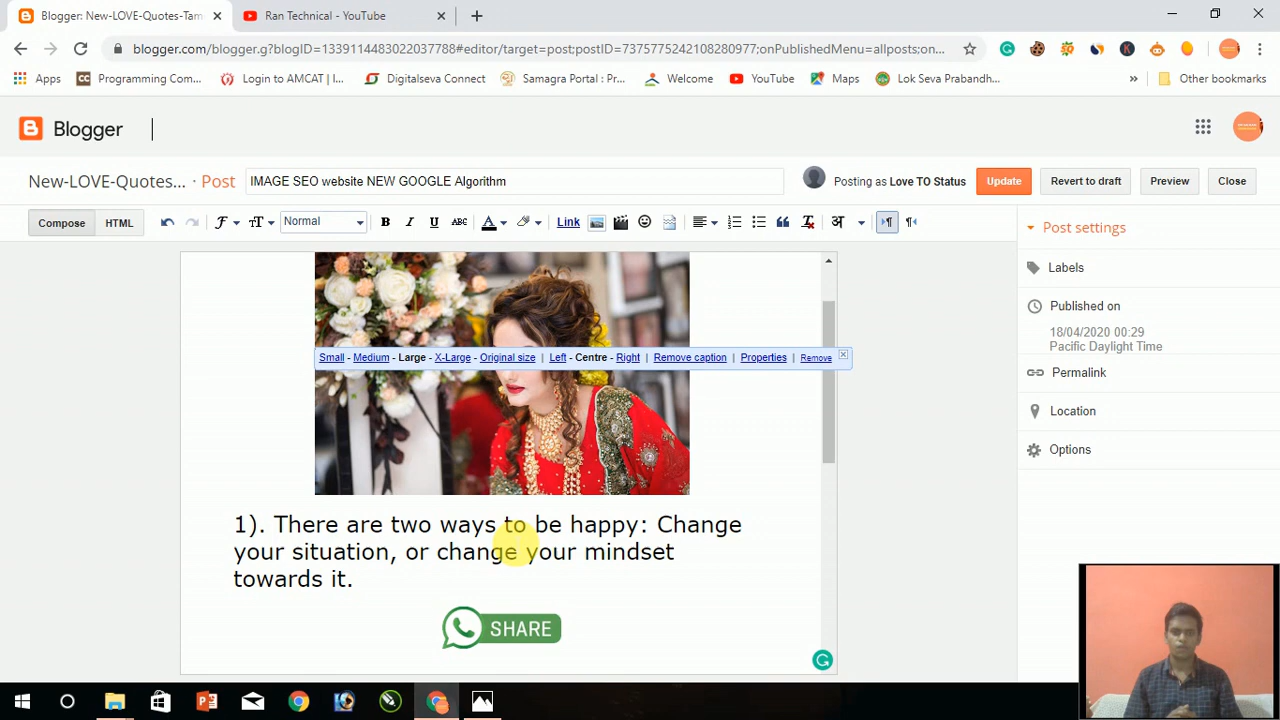 Blogger: New-LOVE-Quotes-Tam
Ran Technical - YouTube
blogger.com/blogger.g?blogID=1339114483022037788#editor/target=post;postID=7375775242108280977;onPublishedMenu=allposts;on...
Apps
Programming Com...
Login to AMCAT | I...
Digitalseva Connect
Samagra Portal : Pr...
Welcome
YouTube
Maps
Lok Seva Prabandh...
»
Other bookmarks
Blogger
New-LOVE-Quotes... · Post
IMAGE SEO website NEW GOOGLE Algorithm
Posting as Love TO Status
Update
Revert to draft
Preview
Close
Compose
HTML
Normal
B I U ABC A
Link
अ
Post settings
Labels
Published on
18/04/2020 00:29
Pacific Daylight Time
Permalink
Location
Options
Small - Medium - Large - X-Large - Original size | Left - Centre - Right | Remove caption | Properties | Remove
1). There are two ways to be happy: Change
your situation, or change your mindset
towards it.
SHARE